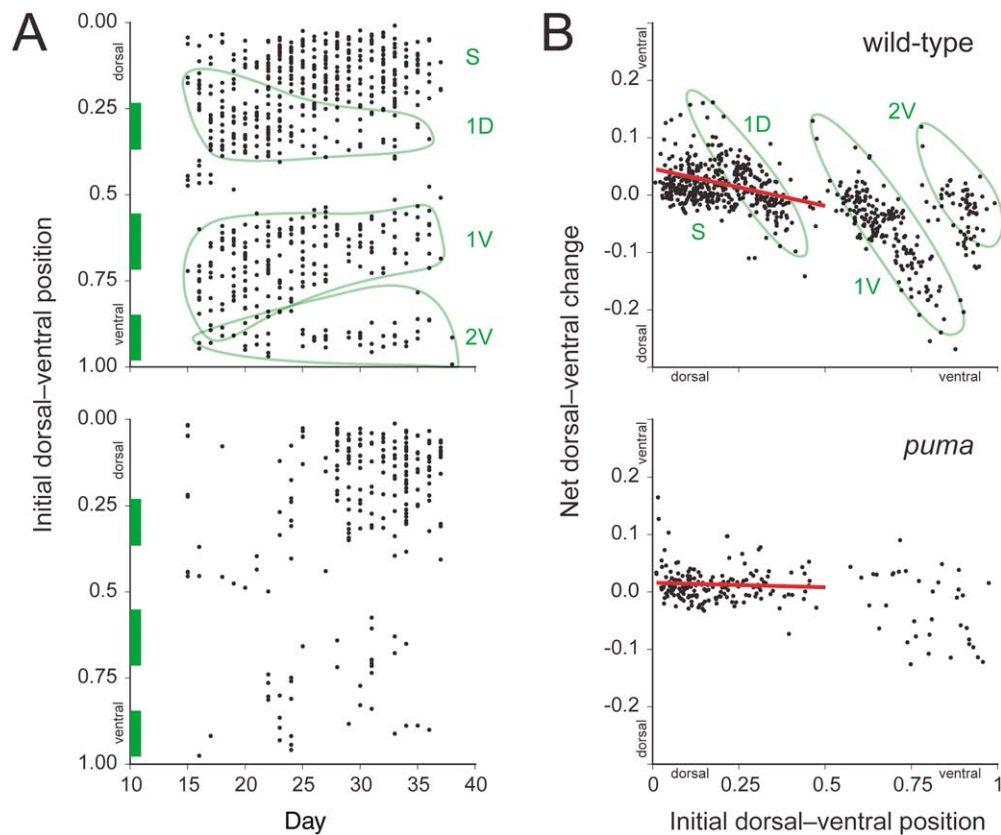 A
B
0.00
0.25
0.5
0.75
1.00
dorsal
ventral
Initial dorsal–ventral position
S
1D
1V
2V
0.00
0.25
0.5
0.75
1.00
dorsal
ventral
10
15
20
25
30
35
40
Day
wild-type
0.2
0.1
0.0
-0.1
-0.2
ventral
dorsal
Net dorsal–ventral change
1D
2V
S
1V
dorsal
ventral
puma
0.2
0.1
0.0
-0.1
-0.2
ventral
dorsal
0
0.25
0.5
0.75
1
dorsal
ventral
Initial dorsal–ventral position